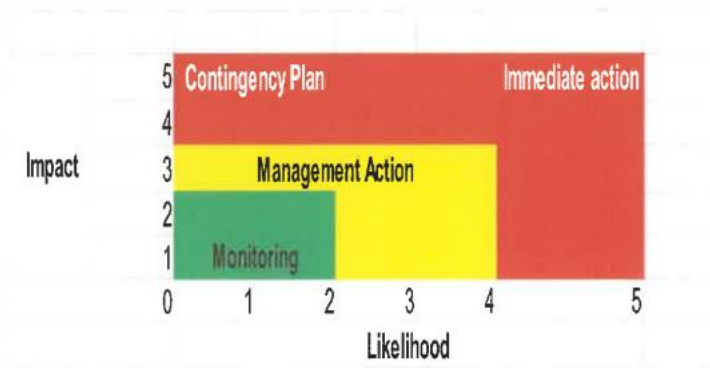 5 Contingency Plan Immediate action
4
Impact 3 Management Action
2
1 Monitoring
0 1 2 3 4 5
Likelihood